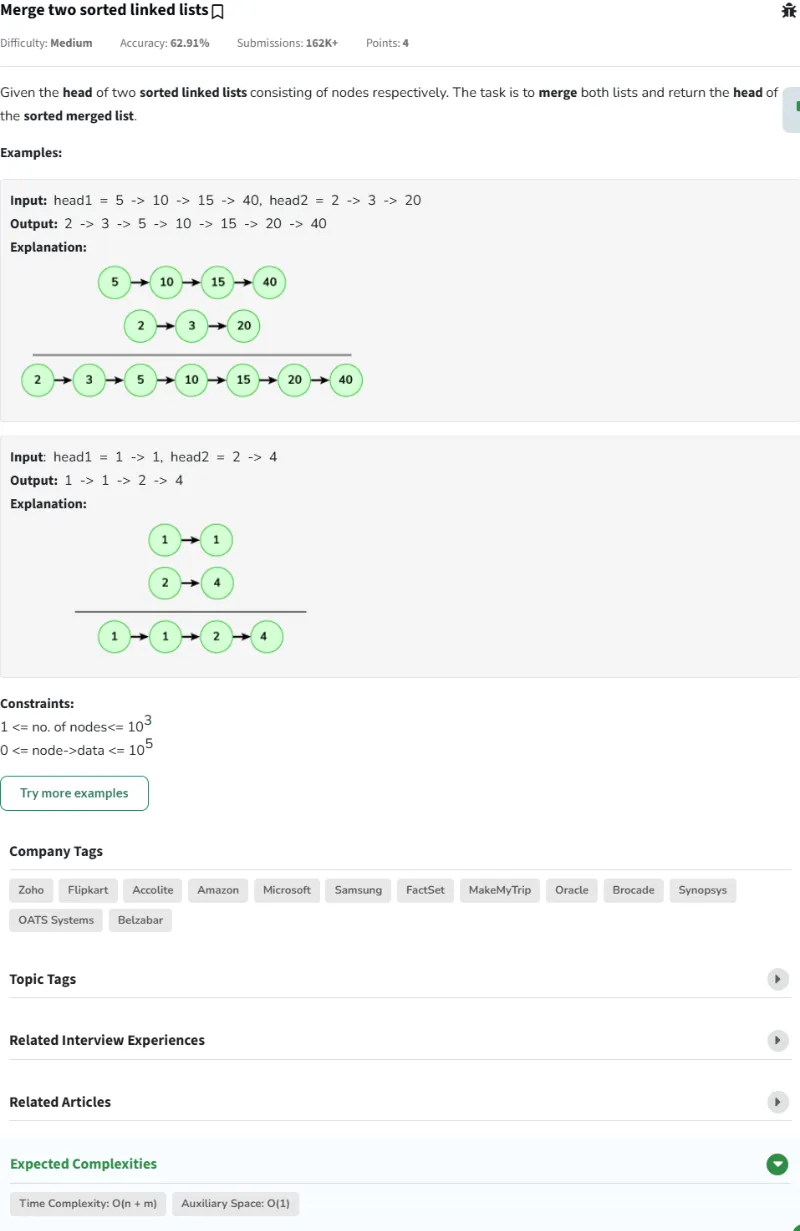 Merge two sorted linked lists
Difficulty: Medium Accuracy: 62.91% Submissions: 162K+ Points: 4
Given the head of two sorted linked lists consisting of nodes respectively. The task is to merge both lists and return the head of
the sorted merged list.
Examples:
Input: head1 = 5 -> 10 -> 15 -> 40, head2 = 2 -> 3 -> 20
Output: 2 -> 3 -> 5 -> 10 -> 15 -> 20 -> 40
Explanation:
5 10 15 40
2 3 20
2 3 5 10 15 20 40
Input: head1 = 1 -> 1, head2 = 2 -> 4
Output: 1 -> 1 -> 2 -> 4
Explanation:
1 1
2 4
1 1 2 4
Constraints:
1 <= no. of nodes<= 10^3
0 <= node->data <= 10^5
Try more examples
Company Tags
Zoho Flipkart Accolite Amazon Microsoft Samsung FactSet MakeMyTrip Oracle Brocade Synopsys
OATS Systems Belzabar
Topic Tags
Related Interview Experiences
Related Articles
Expected Complexities
Time Complexity: O(n + m) Auxiliary Space: O(1)